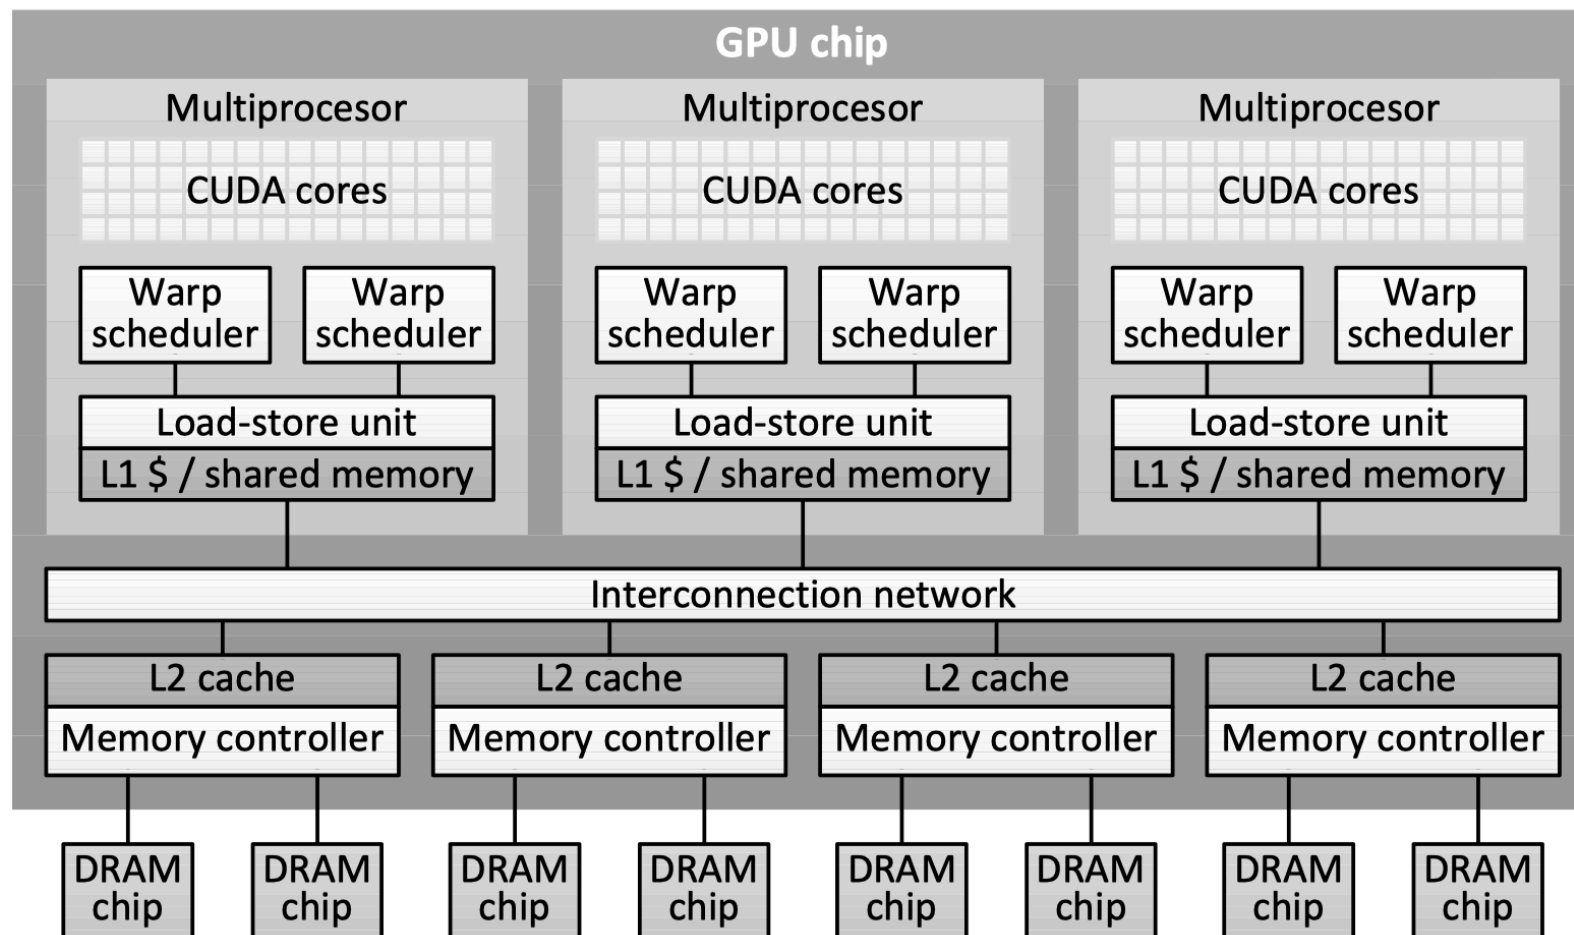 GPU chip
Multiprocesor
Multiprocesor
Multiprocesor
CUDA cores
CUDA cores
CUDA cores
Warp
scheduler
Warp
scheduler
Warp
scheduler
Warp
scheduler
Warp
scheduler
Warp
scheduler
Load-store unit
Load-store unit
Load-store unit
L1 $ / shared memory
L1 $ / shared memory
L1 $ / shared memory
Interconnection network
L2 cache
L2 cache
L2 cache
L2 cache
Memory controller
Memory controller
Memory controller
Memory controller
DRAM
chip
DRAM
chip
DRAM
chip
DRAM
chip
DRAM
chip
DRAM
chip
DRAM
chip
DRAM
chip